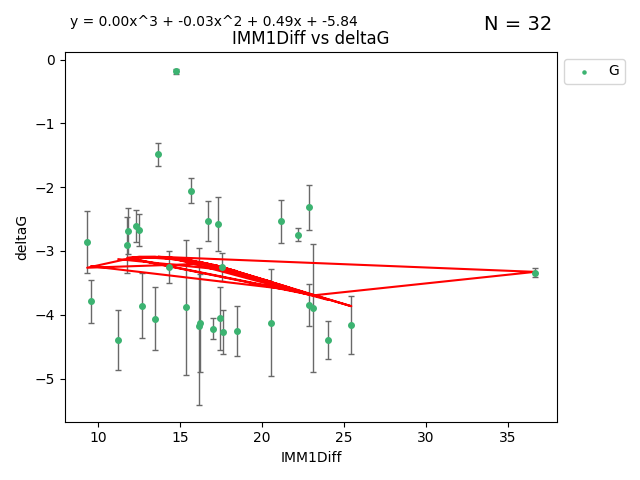 y = 0.00x^3 + -0.03x^2 + 0.49x + -5.84
N = 32
IMM1Diff vs deltaG
G
0
−1
−2
−3
−4
−5
deltaG
10 15 20 25 30 35
IMM1Diff